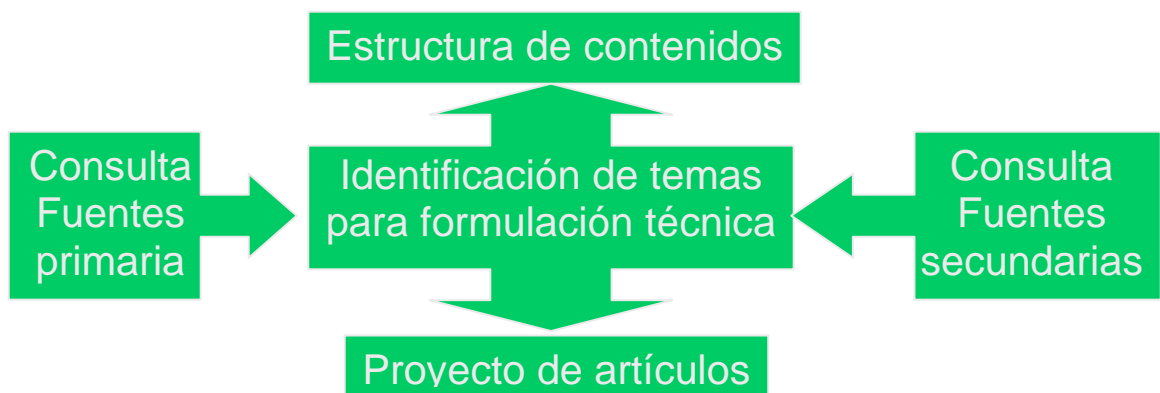 Estructura de contenidos
Consulta
Fuentes
primaria
Identificación de temas
para formulación técnica
Consulta
Fuentes
secundarias
Proyecto de artículos